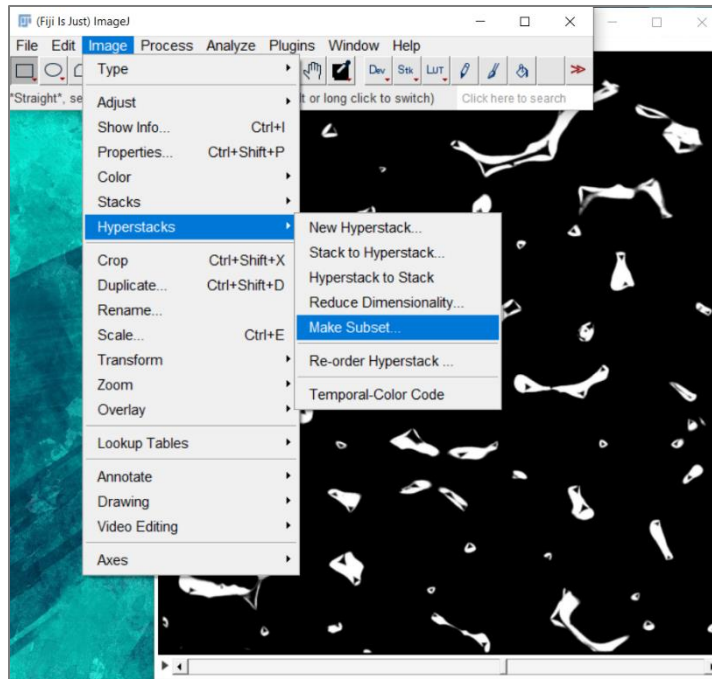 (Fiji Is Just) ImageJ
File Edit Image Process Analyze Plugins Window Help
Dev Stk LUT
*Straight*, se
t or long click to switch)
Click here to search
Type
Adjust
Show Info... Ctrl+I
Properties... Ctrl+Shift+P
Color
Stacks
Hyperstacks
Crop Ctrl+Shift+X
Duplicate... Ctrl+Shift+D
Rename...
Scale... Ctrl+E
Transform
Zoom
Overlay
Lookup Tables
Annotate
Drawing
Video Editing
Axes
New Hyperstack...
Stack to Hyperstack...
Hyperstack to Stack
Reduce Dimensionality...
Make Subset...
Re-order Hyperstack ...
Temporal-Color Code